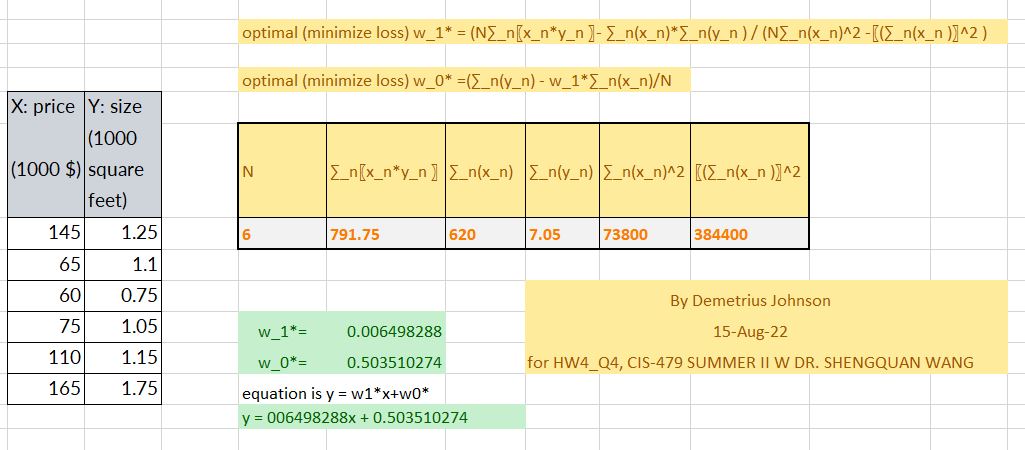 optimal (minimize loss) w_1* = (N∑_n〖x_n*y_n 〗- ∑_n(x_n)*∑_n(y_n ) / (N∑_n(x_n)^2 -〖(∑_n(x_n )〗^2 )
optimal (minimize loss) w_0* =(∑_n(y_n) - w_1*∑_n(x_n)/N
X: price
(1000 $)
Y: size
(1000
square
feet)
145 1.25
65 1.1
60 0.75
75 1.05
110 1.15
165 1.75
N ∑_n〖x_n*y_n 〗 ∑_n(x_n) ∑_n(y_n) ∑_n(x_n)^2 〖(∑_n(x_n )〗^2
6 791.75 620 7.05 73800 384400
w_1*= 0.006498288
w_0*= 0.503510274
equation is y = w1*x+w0*
y = 006498288x + 0.503510274
By Demetrius Johnson
15-Aug-22
for HW4_Q4, CIS-479 SUMMER II W DR. SHENGQUAN WANG